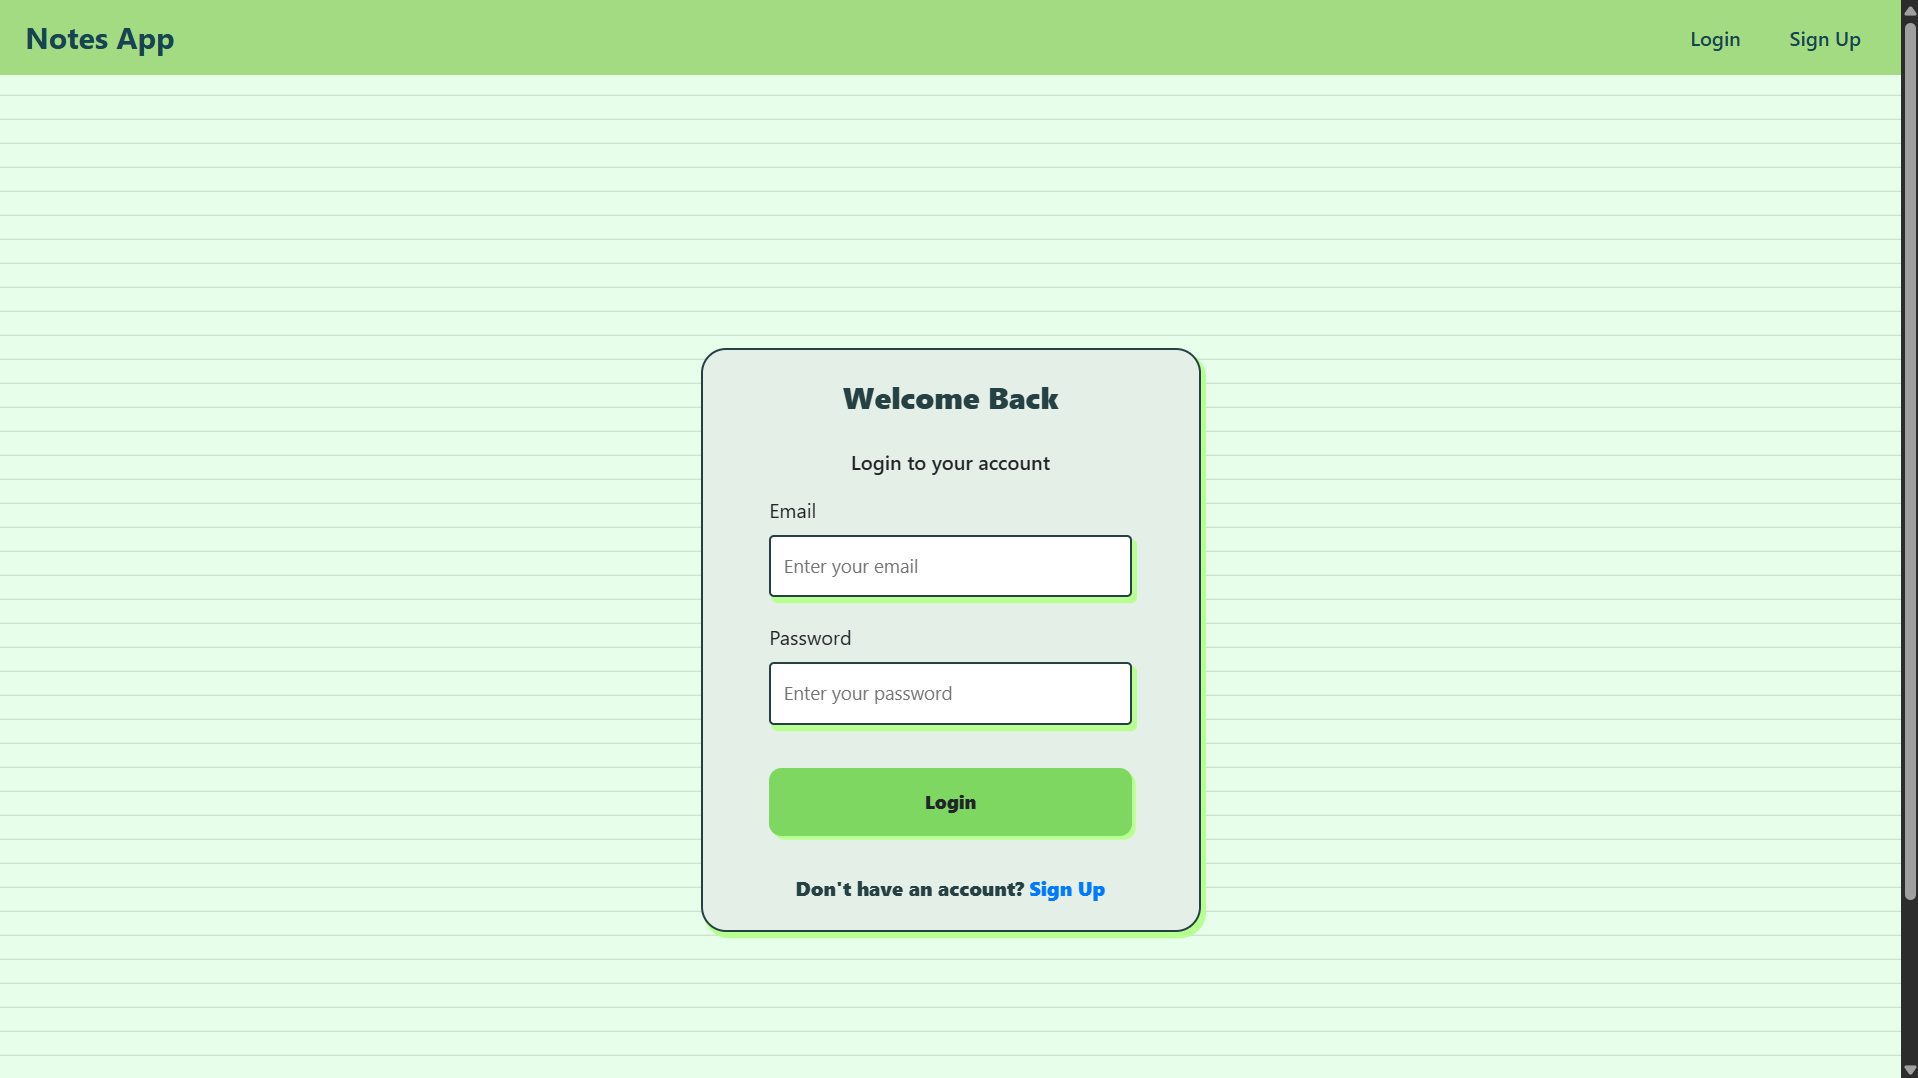 Notes App
Login
Sign Up
Welcome Back
Login to your account
Email
Enter your email
Password
Enter your password
Login
Don't have an account? Sign Up